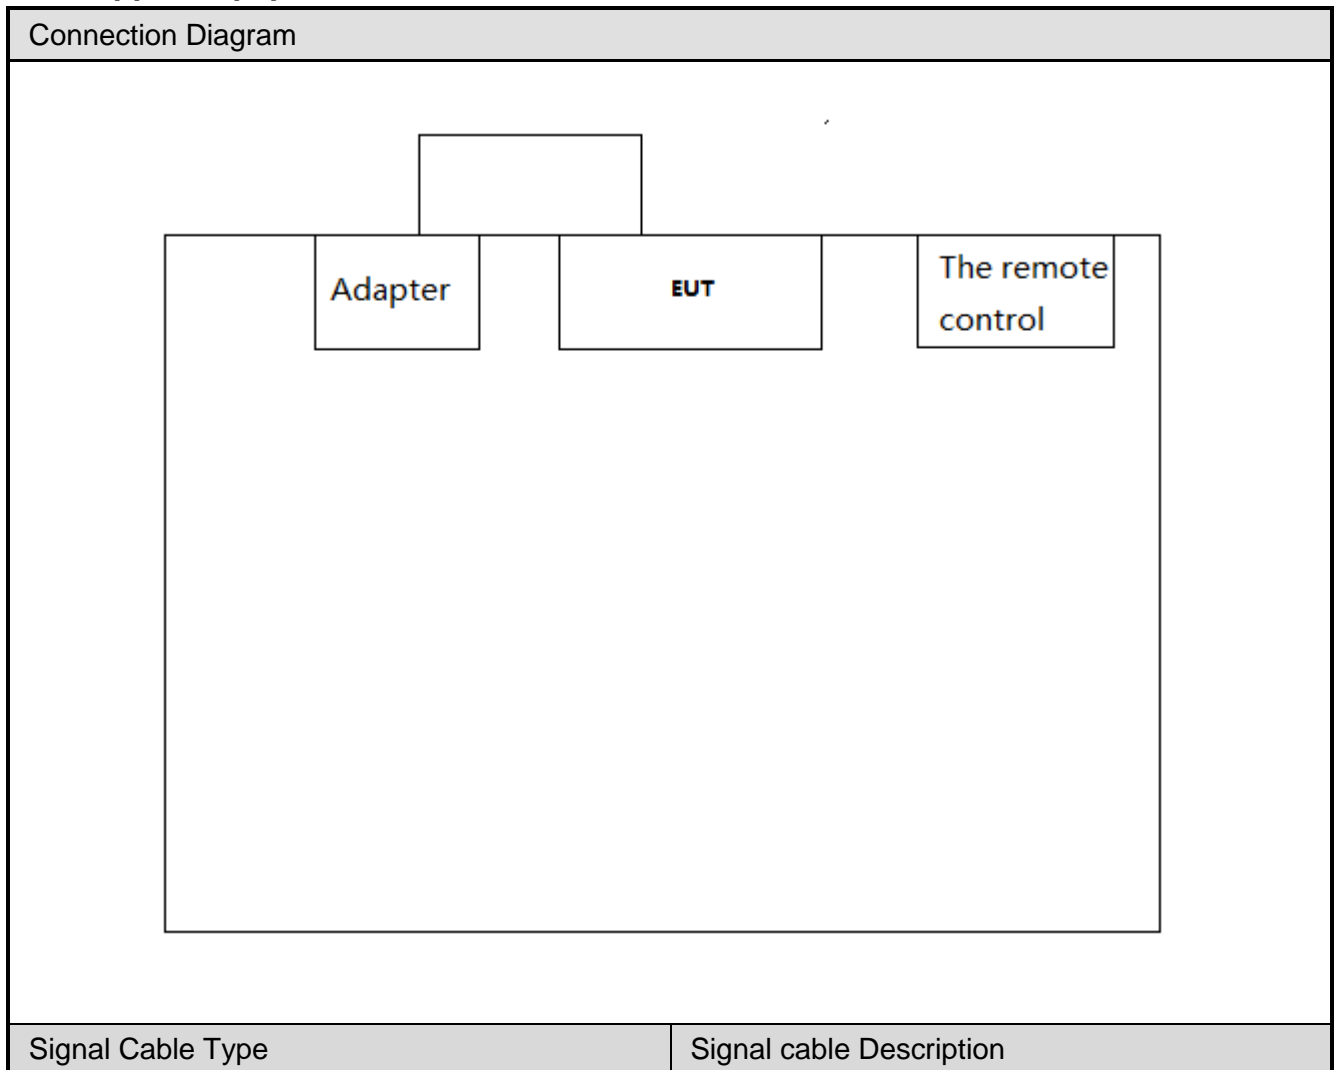 Connection Diagram
Adapter
EUT
The remote
control
Signal Cable Type
Signal cable Description